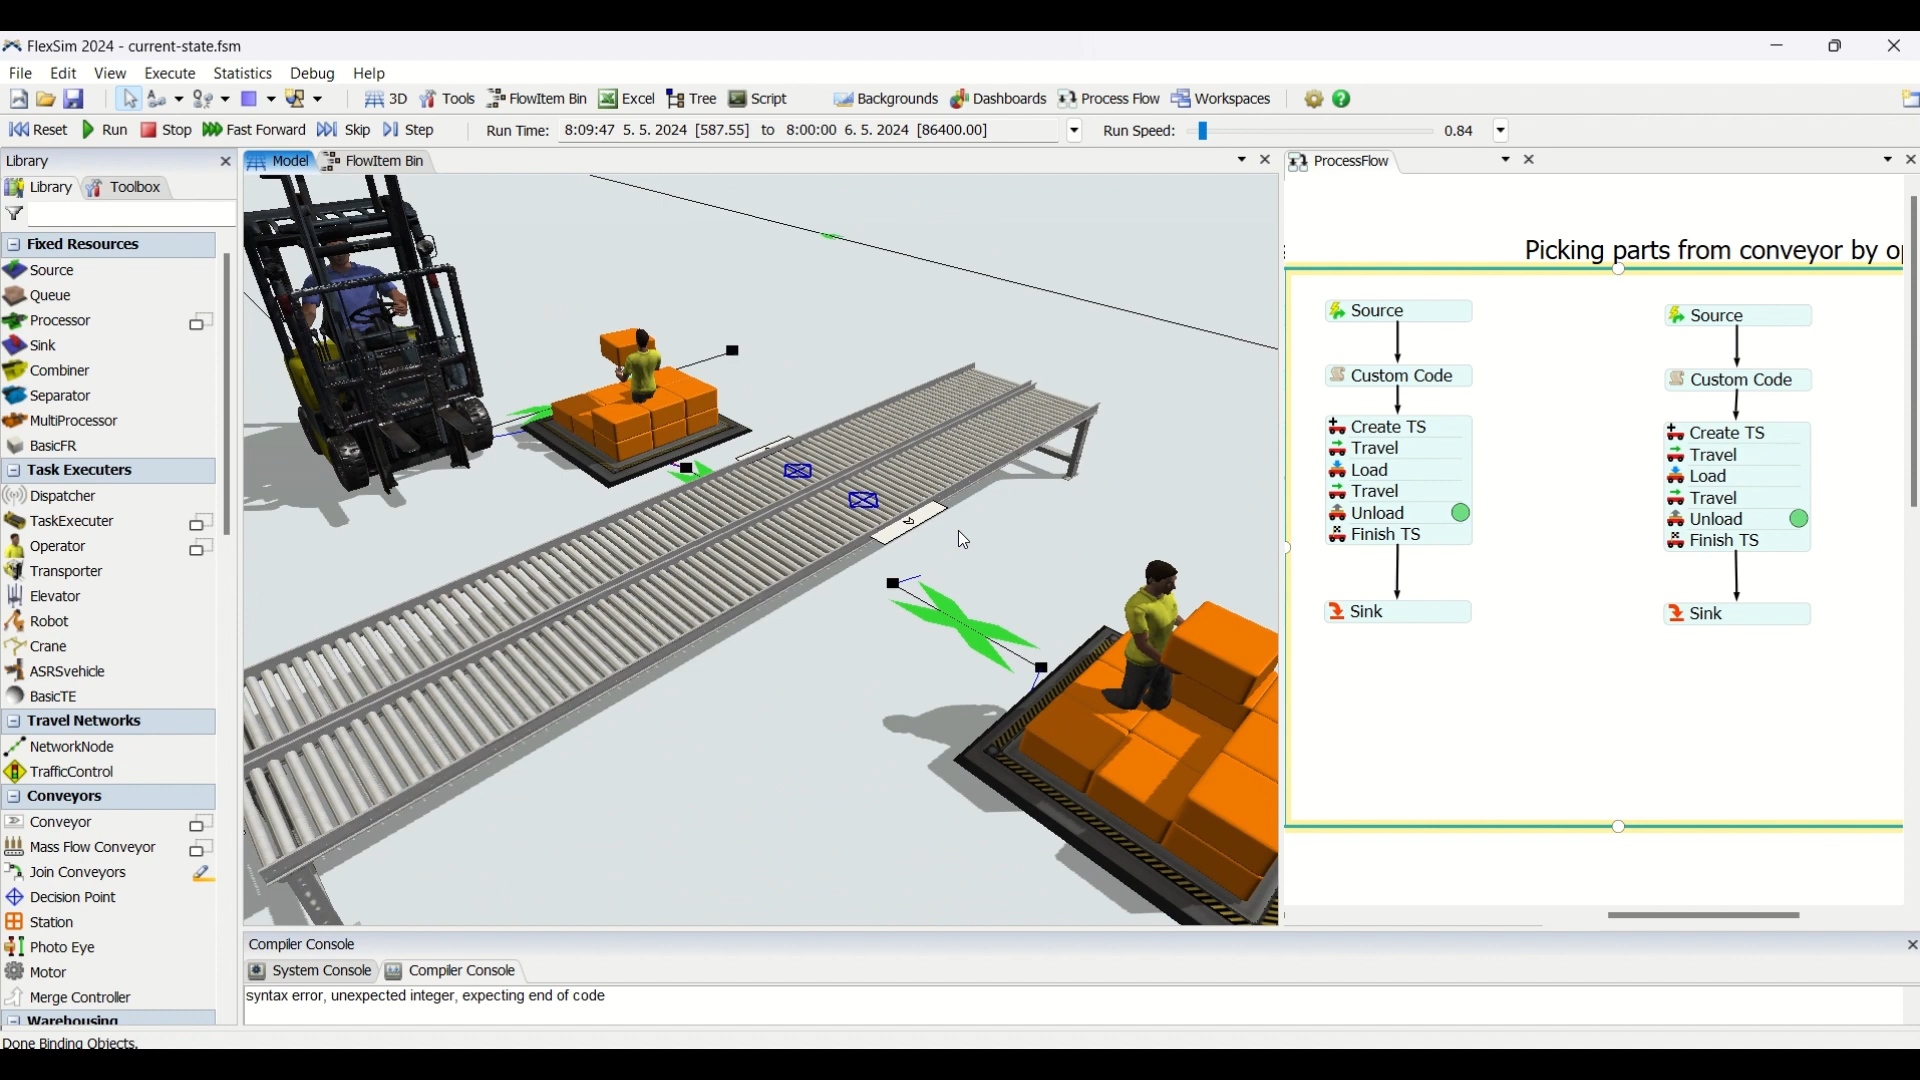 FlexSim 2024 - current-state.fsm
File Edit View Execute Statistics Debug Help
3D Tools FlowItem Bin Excel Tree Script Backgrounds Dashboards Process Flow Workspaces
Reset Run Stop Fast Forward Skip Step Run Time: 8:09:47 5. 5. 2024 [587.55] to 8:00:00 6. 5. 2024 [86400.00] Run Speed: 0.84
Library
Library Toolbox
Fixed Resources
Source
Queue
Processor
Sink
Combiner
Separator
MultiProcessor
BasicFR
Task Executers
Dispatcher
TaskExecuter
Operator
Transporter
Elevator
Robot
Crane
ASRSvehicle
BasicTE
Travel Networks
NetworkNode
TrafficControl
Conveyors
Conveyor
Mass Flow Conveyor
Join Conveyors
Decision Point
Station
Photo Eye
Motor
Merge Controller
Warehousing
Done Binding Objects.
Model FlowItem Bin
ProcessFlow
Picking parts from conveyor by o
Source
Custom Code
Create TS
Travel
Load
Travel
Unload
Finish TS
Sink
Source
Custom Code
Create TS
Travel
Load
Travel
Unload
Finish TS
Sink
Compiler Console
System Console Compiler Console
syntax error, unexpected integer, expecting end of code